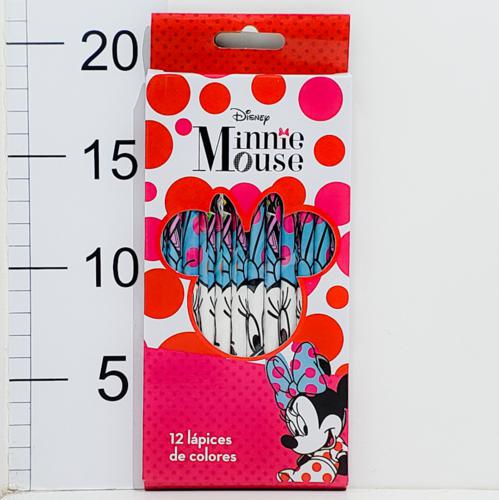 20
15
10
5
Disney
Minnie
Mouse
12 lápices
de colores